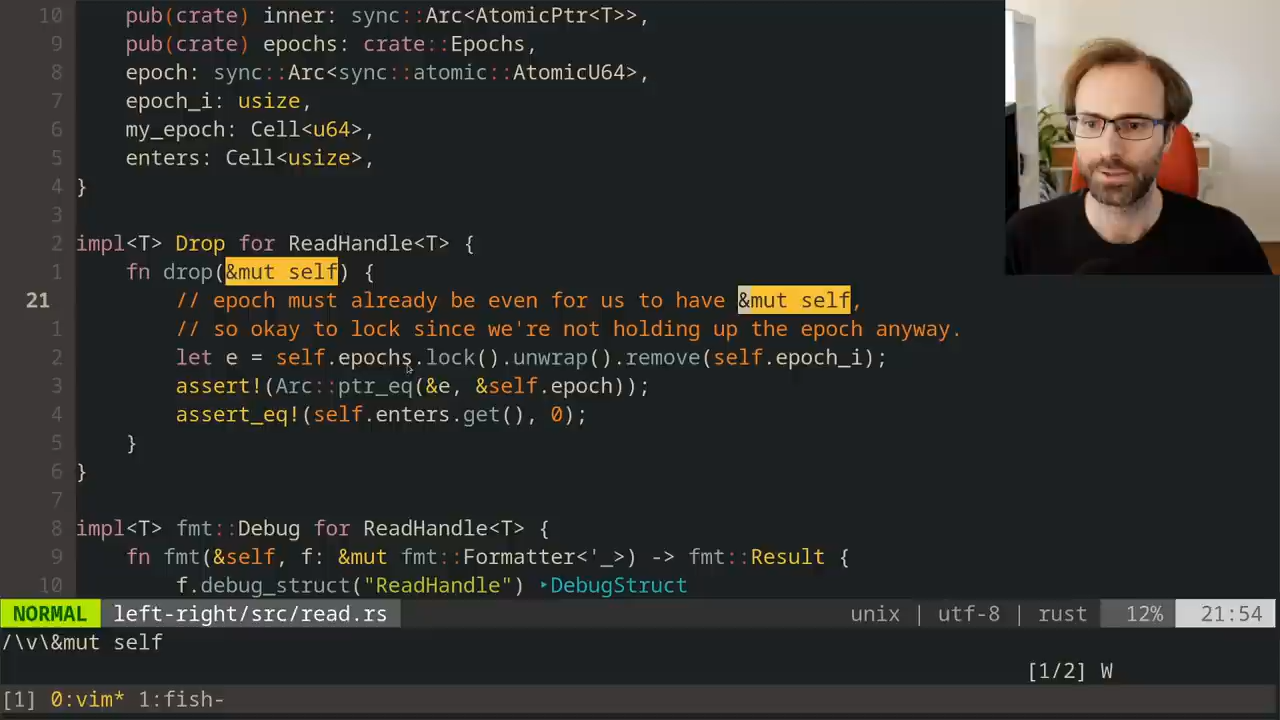 10 pub(crate) inner: sync::Arc<AtomicPtr<T>>,
9 pub(crate) epochs: crate::Epochs,
8 epoch: sync::Arc<sync::atomic::AtomicU64>,
7 epoch_i: usize,
6 my_epoch: Cell<u64>,
5 enters: Cell<usize>,
4 }
3
2 impl<T> Drop for ReadHandle<T> {
1 fn drop(&mut self) {
21 // epoch must already be even for us to have &mut self,
1 // so okay to lock since we're not holding up the epoch anyway.
2 let e = self.epochs.lock().unwrap().remove(self.epoch_i);
3 assert!(Arc::ptr_eq(&e, &self.epoch));
4 assert_eq!(self.enters.get(), 0);
5 }
6 }
7
8 impl<T> fmt::Debug for ReadHandle<T> {
9 fn fmt(&self, f: &mut fmt::Formatter<'_>) -> fmt::Result {
10 f.debug_struct("ReadHandle") ‣DebugStruct
NORMAL left-right/src/read.rs unix | utf-8 | rust 12% 21:54
/\v\&mut self
[1/2] W
[1] 0:vim* 1:fish-